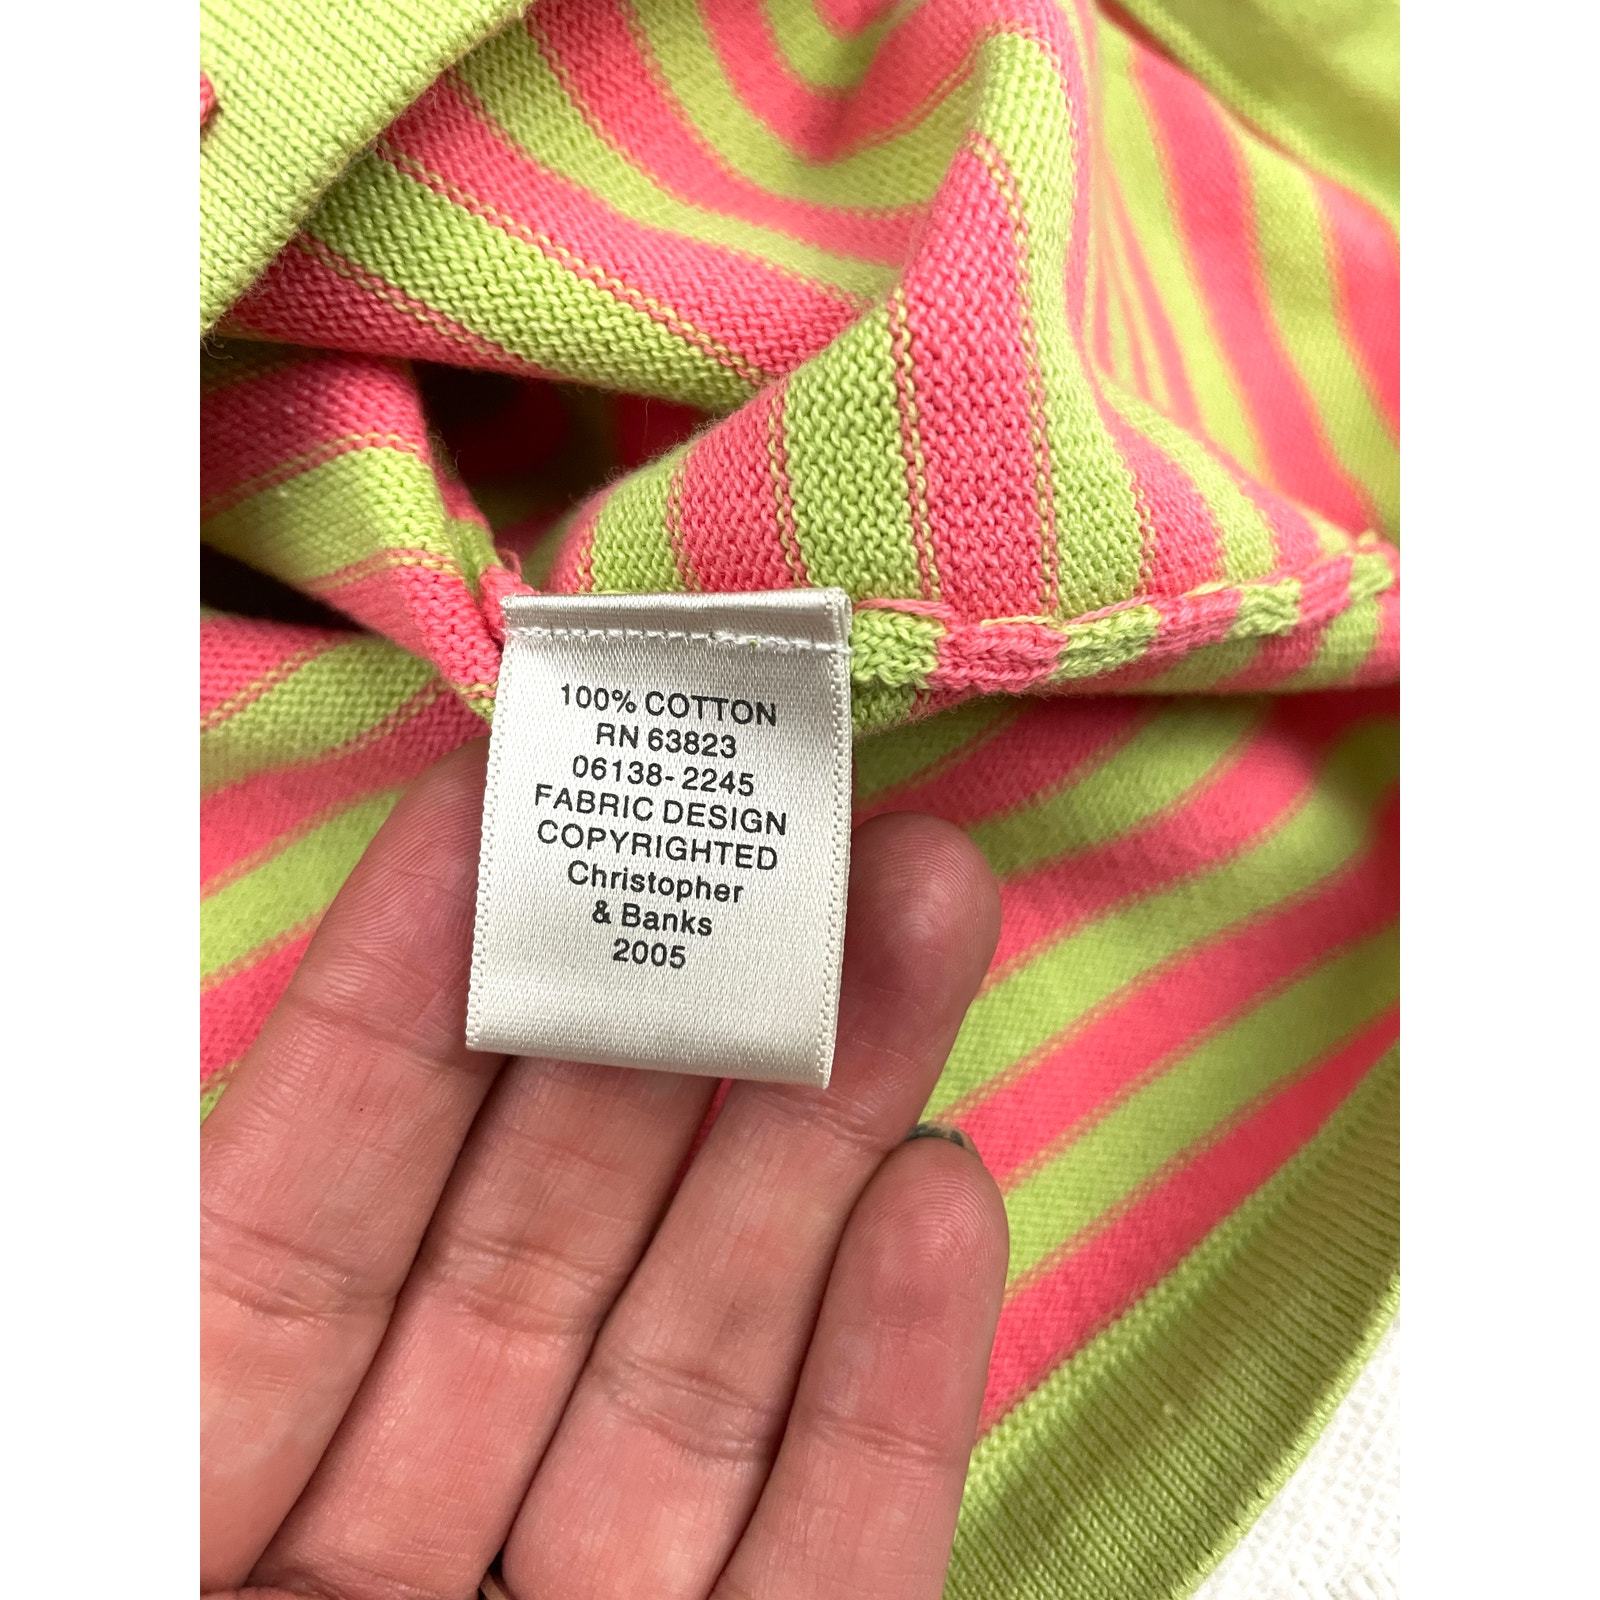 100% COTTON
RN 63823
06138-2245
FABRIC DESIGN
COPYRIGHTED
Christopher
& Banks
2005